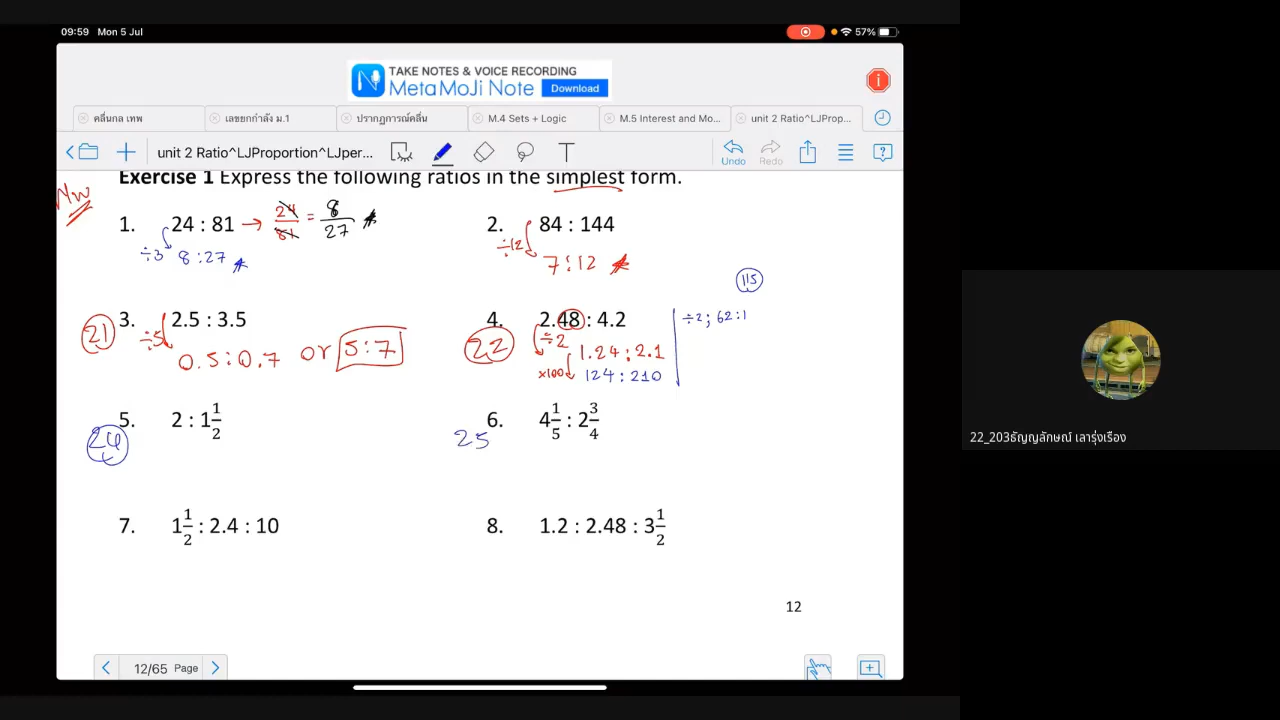 09:59 Mon 5 Jul
57%
TAKE NOTES & VOICE RECORDING
MetaMoJi Note Download
คลื่นกล เทพ
เลขยกกำลัง ม.1
ปรากฏการณ์คลื่น
M.4 Sets + Logic
M.5 Interest and Mo...
unit 2 Ratio^LJProp...
unit 2 Ratio^LJProportion^LJper...
T
Undo
Redo
Exercise 1 Express the following ratios in the simplest form.
HW
1. 24 : 81 → 24/81 = 8/27
÷3 8 : 27
2. 84 : 144
÷12 7 : 12
115
21
3. 2.5 : 3.5
÷5 0.5 : 0.7 or 5 : 7
22
4. 2.48 : 4.2
÷2 1.24 : 2.1
×100 124 : 210
÷2 ; 62 : 1
24
5. 2 : 1 1/2
25
6. 4 1/5 : 2 3/4
7. 1 1/2 : 2.4 : 10
8. 1.2 : 2.48 : 3 1/2
12
12/65 Page
22_203ธัญญลักษณ์ เลารุ่งเรือง